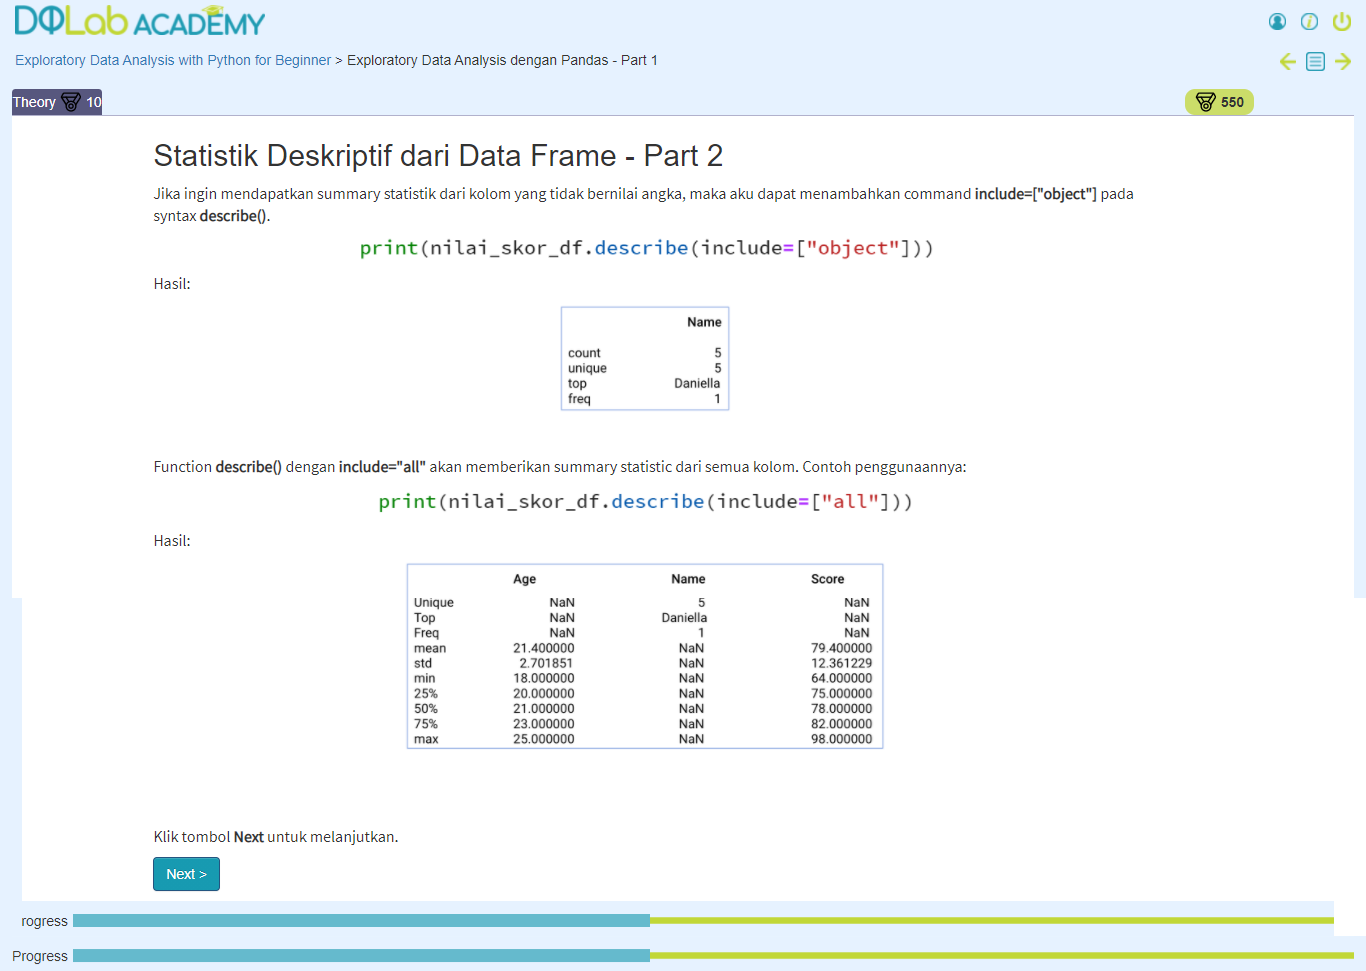 DQLab ACADEMY
Exploratory Data Analysis with Python for Beginner > Exploratory Data Analysis dengan Pandas - Part 1
Theory 10
550
Statistik Deskriptif dari Data Frame - Part 2
Jika ingin mendapatkan summary statistik dari kolom yang tidak bernilai angka, maka aku dapat menambahkan command include=["object"] pada
syntax describe().
print(nilai_skor_df.describe(include=["object"]))
Hasil:
Name
count 5
unique 5
top Daniella
freq 1
Function describe() dengan include="all" akan memberikan summary statistic dari semua kolom. Contoh penggunaannya:
print(nilai_skor_df.describe(include=["all"]))
Hasil:
Age Name Score
Unique NaN 5 NaN
Top NaN Daniella NaN
Freq NaN 1 NaN
mean 21.400000 NaN 79.400000
std 2.701851 NaN 12.361229
min 18.000000 NaN 64.000000
25% 20.000000 NaN 75.000000
50% 21.000000 NaN 78.000000
75% 23.000000 NaN 82.000000
max 25.000000 NaN 98.000000
Klik tombol Next untuk melanjutkan.
Next >
rogress
Progress